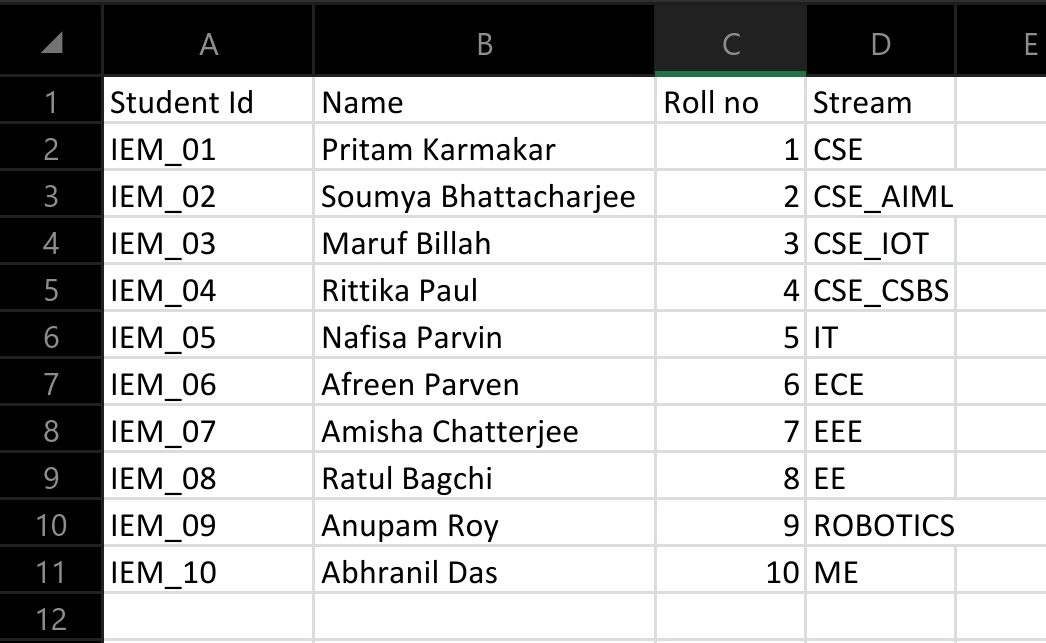 A B C D E
1 Student Id Name Roll no Stream
2 IEM_01 Pritam Karmakar 1 CSE
3 IEM_02 Soumya Bhattacharjee 2 CSE_AIML
4 IEM_03 Maruf Billah 3 CSE_IOT
5 IEM_04 Rittika Paul 4 CSE_CSBS
6 IEM_05 Nafisa Parvin 5 IT
7 IEM_06 Afreen Parven 6 ECE
8 IEM_07 Amisha Chatterjee 7 EEE
9 IEM_08 Ratul Bagchi 8 EE
10 IEM_09 Anupam Roy 9 ROBOTICS
11 IEM_10 Abhranil Das 10 ME
12